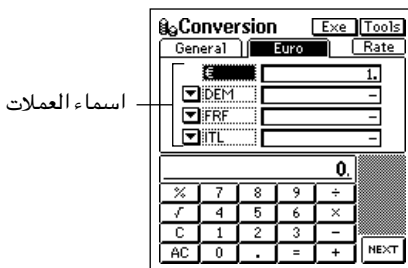 Conversion Exe Tools
General Euro Rate
€ 1.
اسماء العملات
DEM -
FRF -
ITL -
0.
% 7 8 9 ÷
√ 4 5 6 ×
C 1 2 3 -
AC 0 . = + NEXT